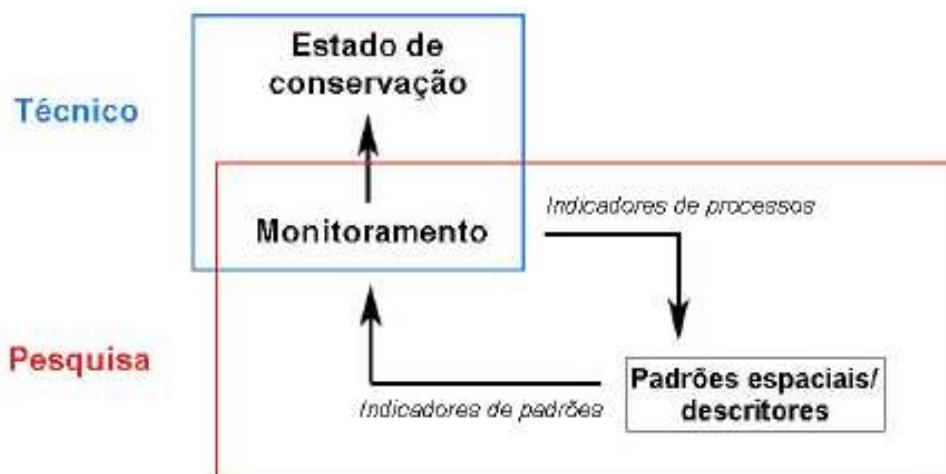 Estado de
conservação
Técnico
Indicadores de processos
Monitoramento
Pesquisa
Padrões espaciais/
descritores
Indicadores de padrões